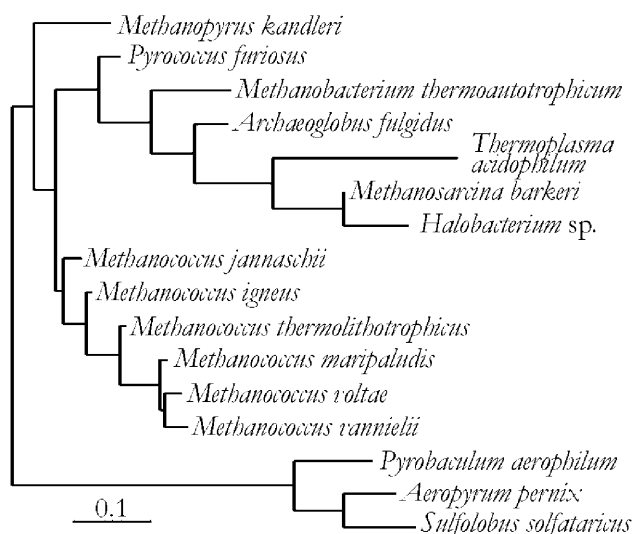 Methanopyrus kandleri
Pyrococcus furiosus
Methanobacterium thermoautotrophicum
Archaeoglobus fulgidus
Thermoplasma
acidophilum
Methanosarcina barkeri
Halobacterium sp.
Methanococcus jannaschii
Methanococcus igneus
Methanococcus thermolithotrophicus
Methanococcus maripaludis
Methanococcus voltae
Methanococcus vannielii
Pyrobaculum aerophilum
Aeropyrum pernix
0.1
Sulfolobus solfataricus